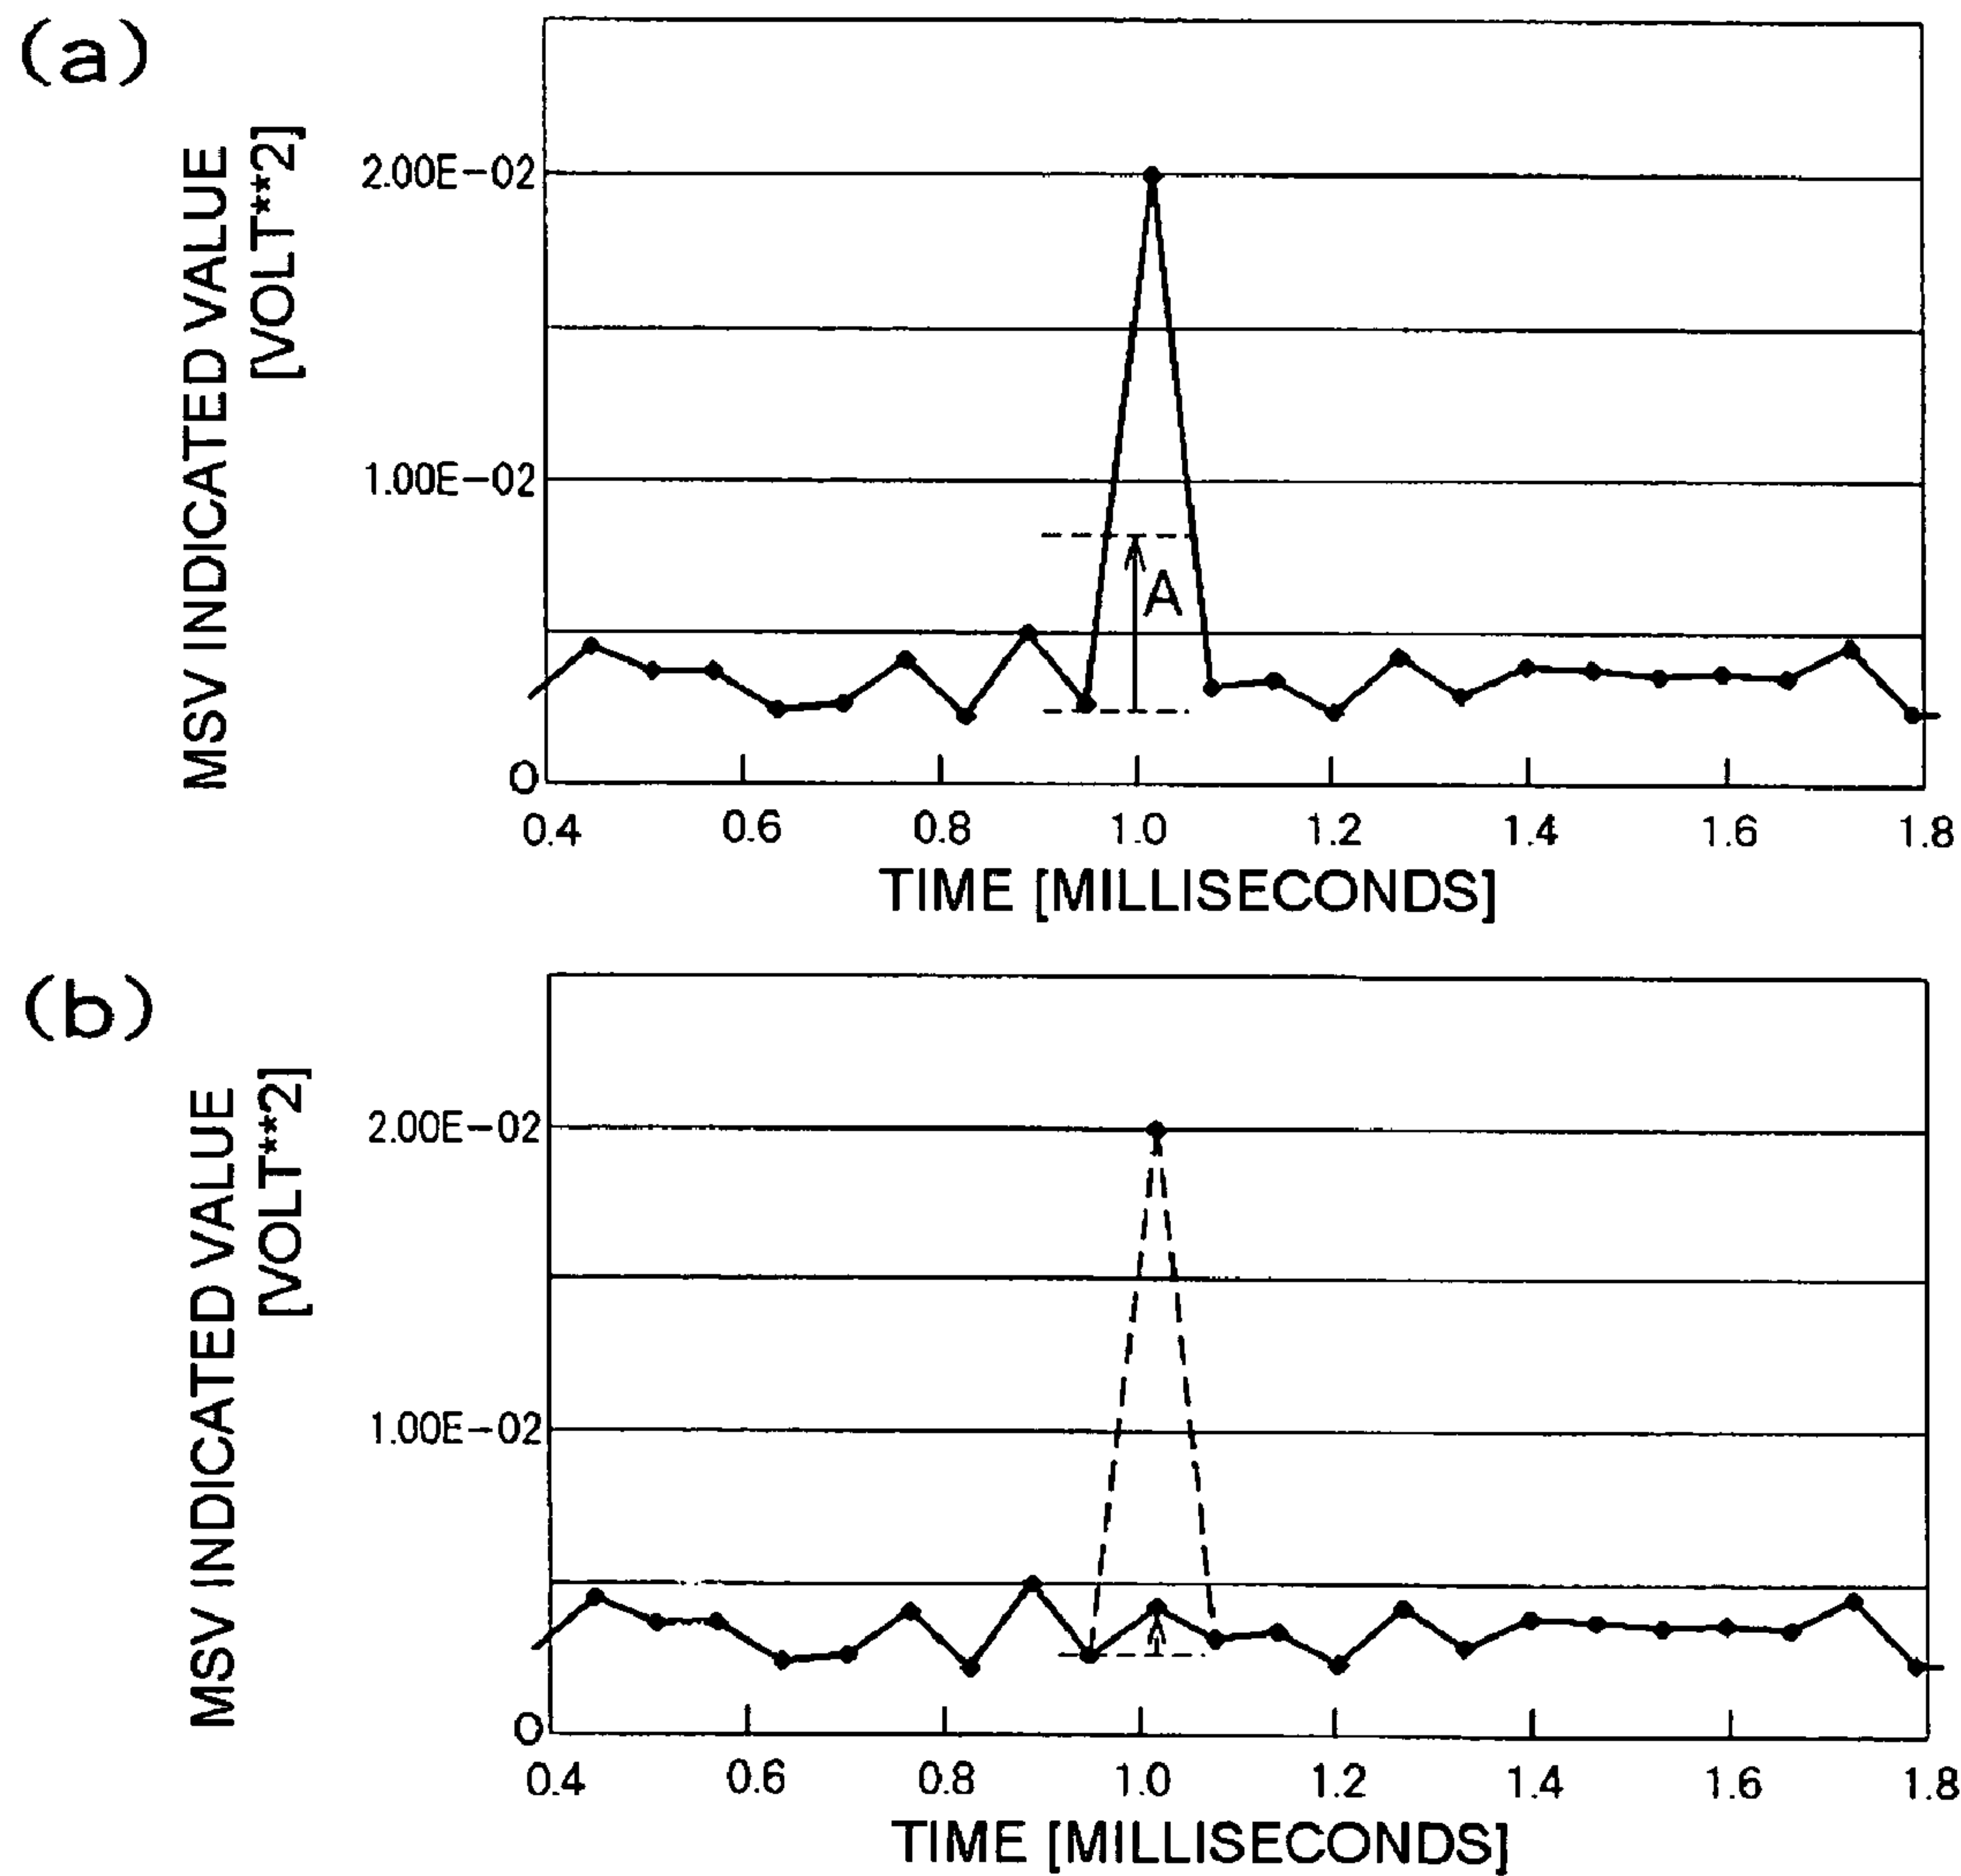 (a)
MSV INDICATED VALUE
[VOLT**2]
2.00E-02
1.00E-02
0
A
0.4 0.6 0.8 1.0 1.2 1.4 1.6 1.8
TIME [MILLISECONDS]
(b)
MSV INDICATED VALUE
[VOLT**2]
2.00E-02
1.00E-02
0
0.4 0.6 0.8 1.0 1.2 1.4 1.6 1.8
TIME [MILLISECONDS]